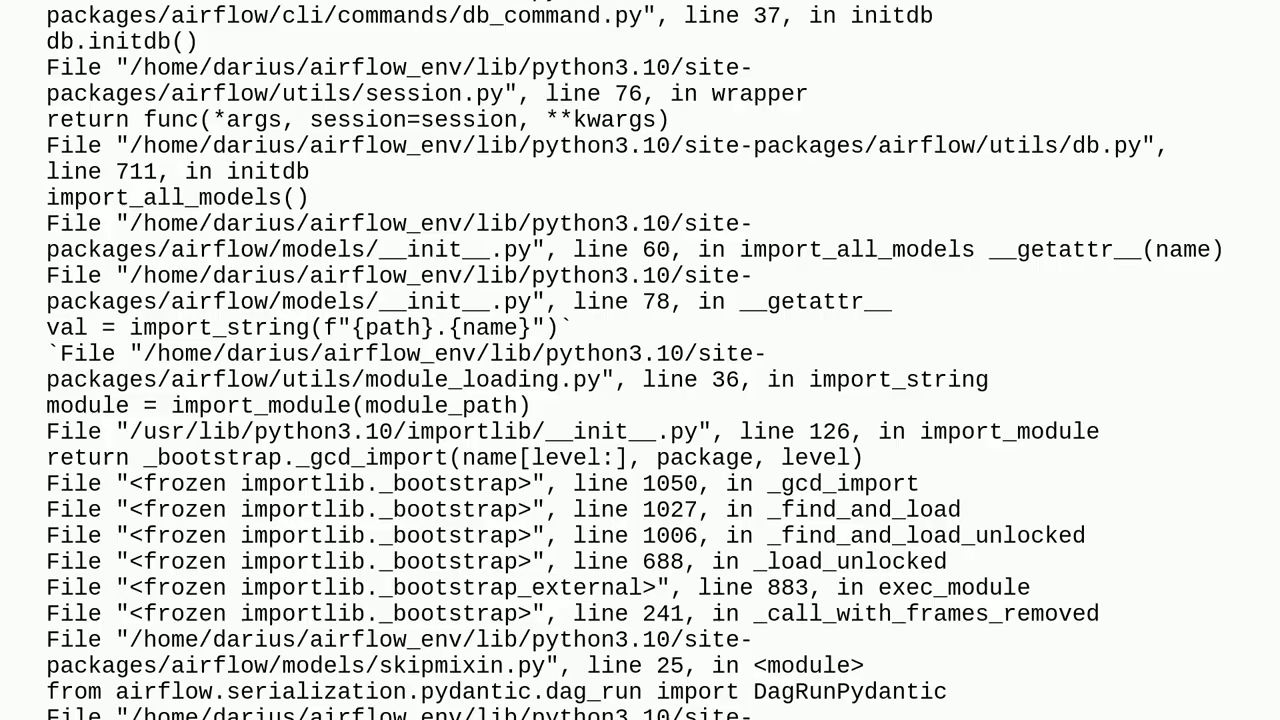 packages/airflow/cli/commands/db_command.py", line 37, in initdb
db.initdb()
File "/home/darius/airflow_env/lib/python3.10/site-
packages/airflow/utils/session.py", line 76, in wrapper
return func(*args, session=session, **kwargs)
File "/home/darius/airflow_env/lib/python3.10/site-packages/airflow/utils/db.py",
line 711, in initdb
import_all_models()
File "/home/darius/airflow_env/lib/python3.10/site-
packages/airflow/models/__init__.py", line 60, in import_all_models __getattr__(name)
File "/home/darius/airflow_env/lib/python3.10/site-
packages/airflow/models/__init__.py", line 78, in __getattr__
val = import_string(f"{path}.{name}")`
`File "/home/darius/airflow_env/lib/python3.10/site-
packages/airflow/utils/module_loading.py", line 36, in import_string
module = import_module(module_path)
File "/usr/lib/python3.10/importlib/__init__.py", line 126, in import_module
return _bootstrap._gcd_import(name[level:], package, level)
File "<frozen importlib._bootstrap>", line 1050, in _gcd_import
File "<frozen importlib._bootstrap>", line 1027, in _find_and_load
File "<frozen importlib._bootstrap>", line 1006, in _find_and_load_unlocked
File "<frozen importlib._bootstrap>", line 688, in _load_unlocked
File "<frozen importlib._bootstrap_external>", line 883, in exec_module
File "<frozen importlib._bootstrap>", line 241, in _call_with_frames_removed
File "/home/darius/airflow_env/lib/python3.10/site-
packages/airflow/models/skipmixin.py", line 25, in <module>
from airflow.serialization.pydantic.dag_run import DagRunPydantic
File "/home/darius/airflow_env/lib/python3.10/site-